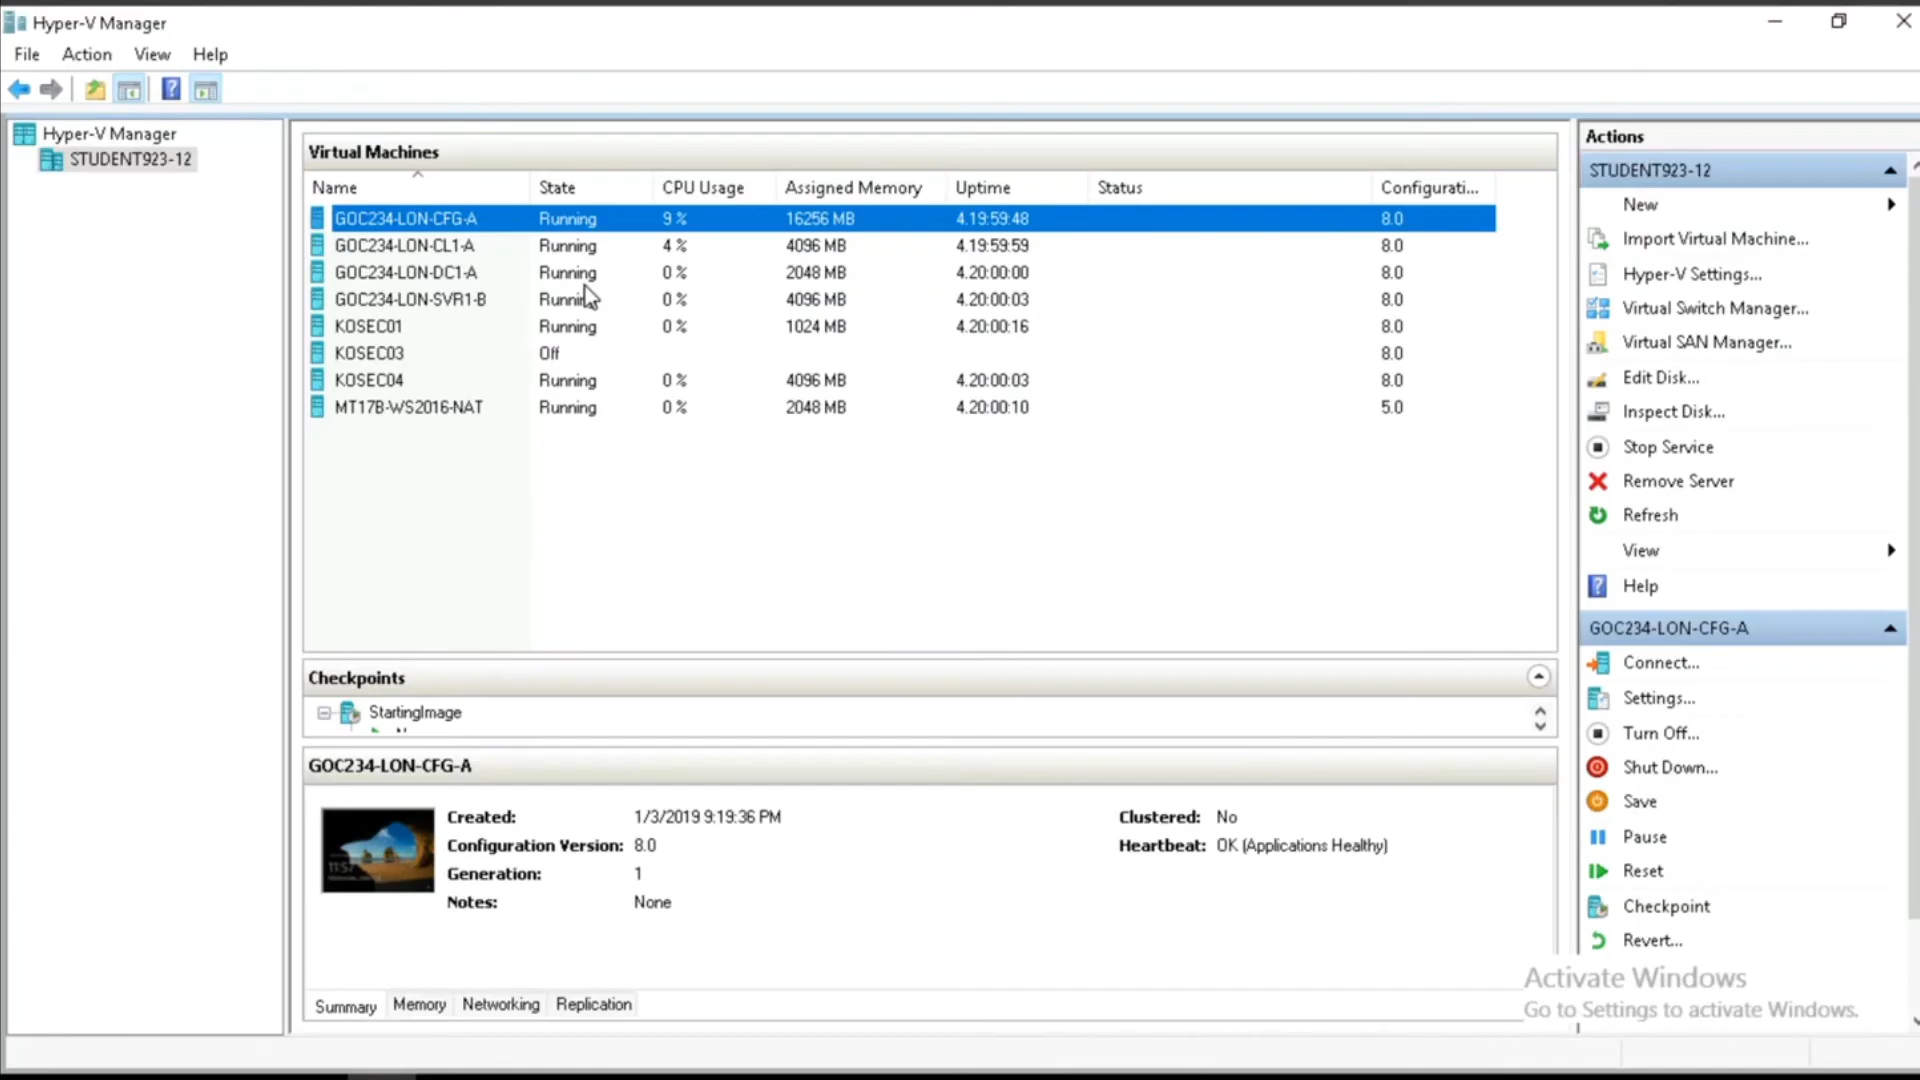 Hyper-V Manager
File Action View Help
Hyper-V Manager
STUDENT923-12
Virtual Machines
Name State CPU Usage Assigned Memory Uptime Status Configurati...
GOC234-LON-CFG-A Running 9 % 16256 MB 4.19:59:48 8.0
GOC234-LON-CL1-A Running 4 % 4096 MB 4.19:59:59 8.0
GOC234-LON-DC1-A Running 0 % 2048 MB 4.20:00:00 8.0
GOC234-LON-SVR1-B Running 0 % 4096 MB 4.20:00:03 8.0
KOSEC01 Running 0 % 1024 MB 4.20:00:16 8.0
KOSEC03 Off 8.0
KOSEC04 Running 0 % 4096 MB 4.20:00:03 8.0
MT17B-WS2016-NAT Running 0 % 2048 MB 4.20:00:10 5.0
Checkpoints
StartingImage
GOC234-LON-CFG-A
11:57
Created: 1/3/2019 9:19:36 PM Clustered: No
Configuration Version: 8.0 Heartbeat: OK (Applications Healthy)
Generation: 1
Notes: None
Summary Memory Networking Replication
Actions
STUDENT923-12
New
Import Virtual Machine...
Hyper-V Settings...
Virtual Switch Manager...
Virtual SAN Manager...
Edit Disk...
Inspect Disk...
Stop Service
Remove Server
Refresh
View
Help
GOC234-LON-CFG-A
Connect...
Settings...
Turn Off...
Shut Down...
Save
Pause
Reset
Checkpoint
Revert...
Activate Windows
Go to Settings to activate Windows.